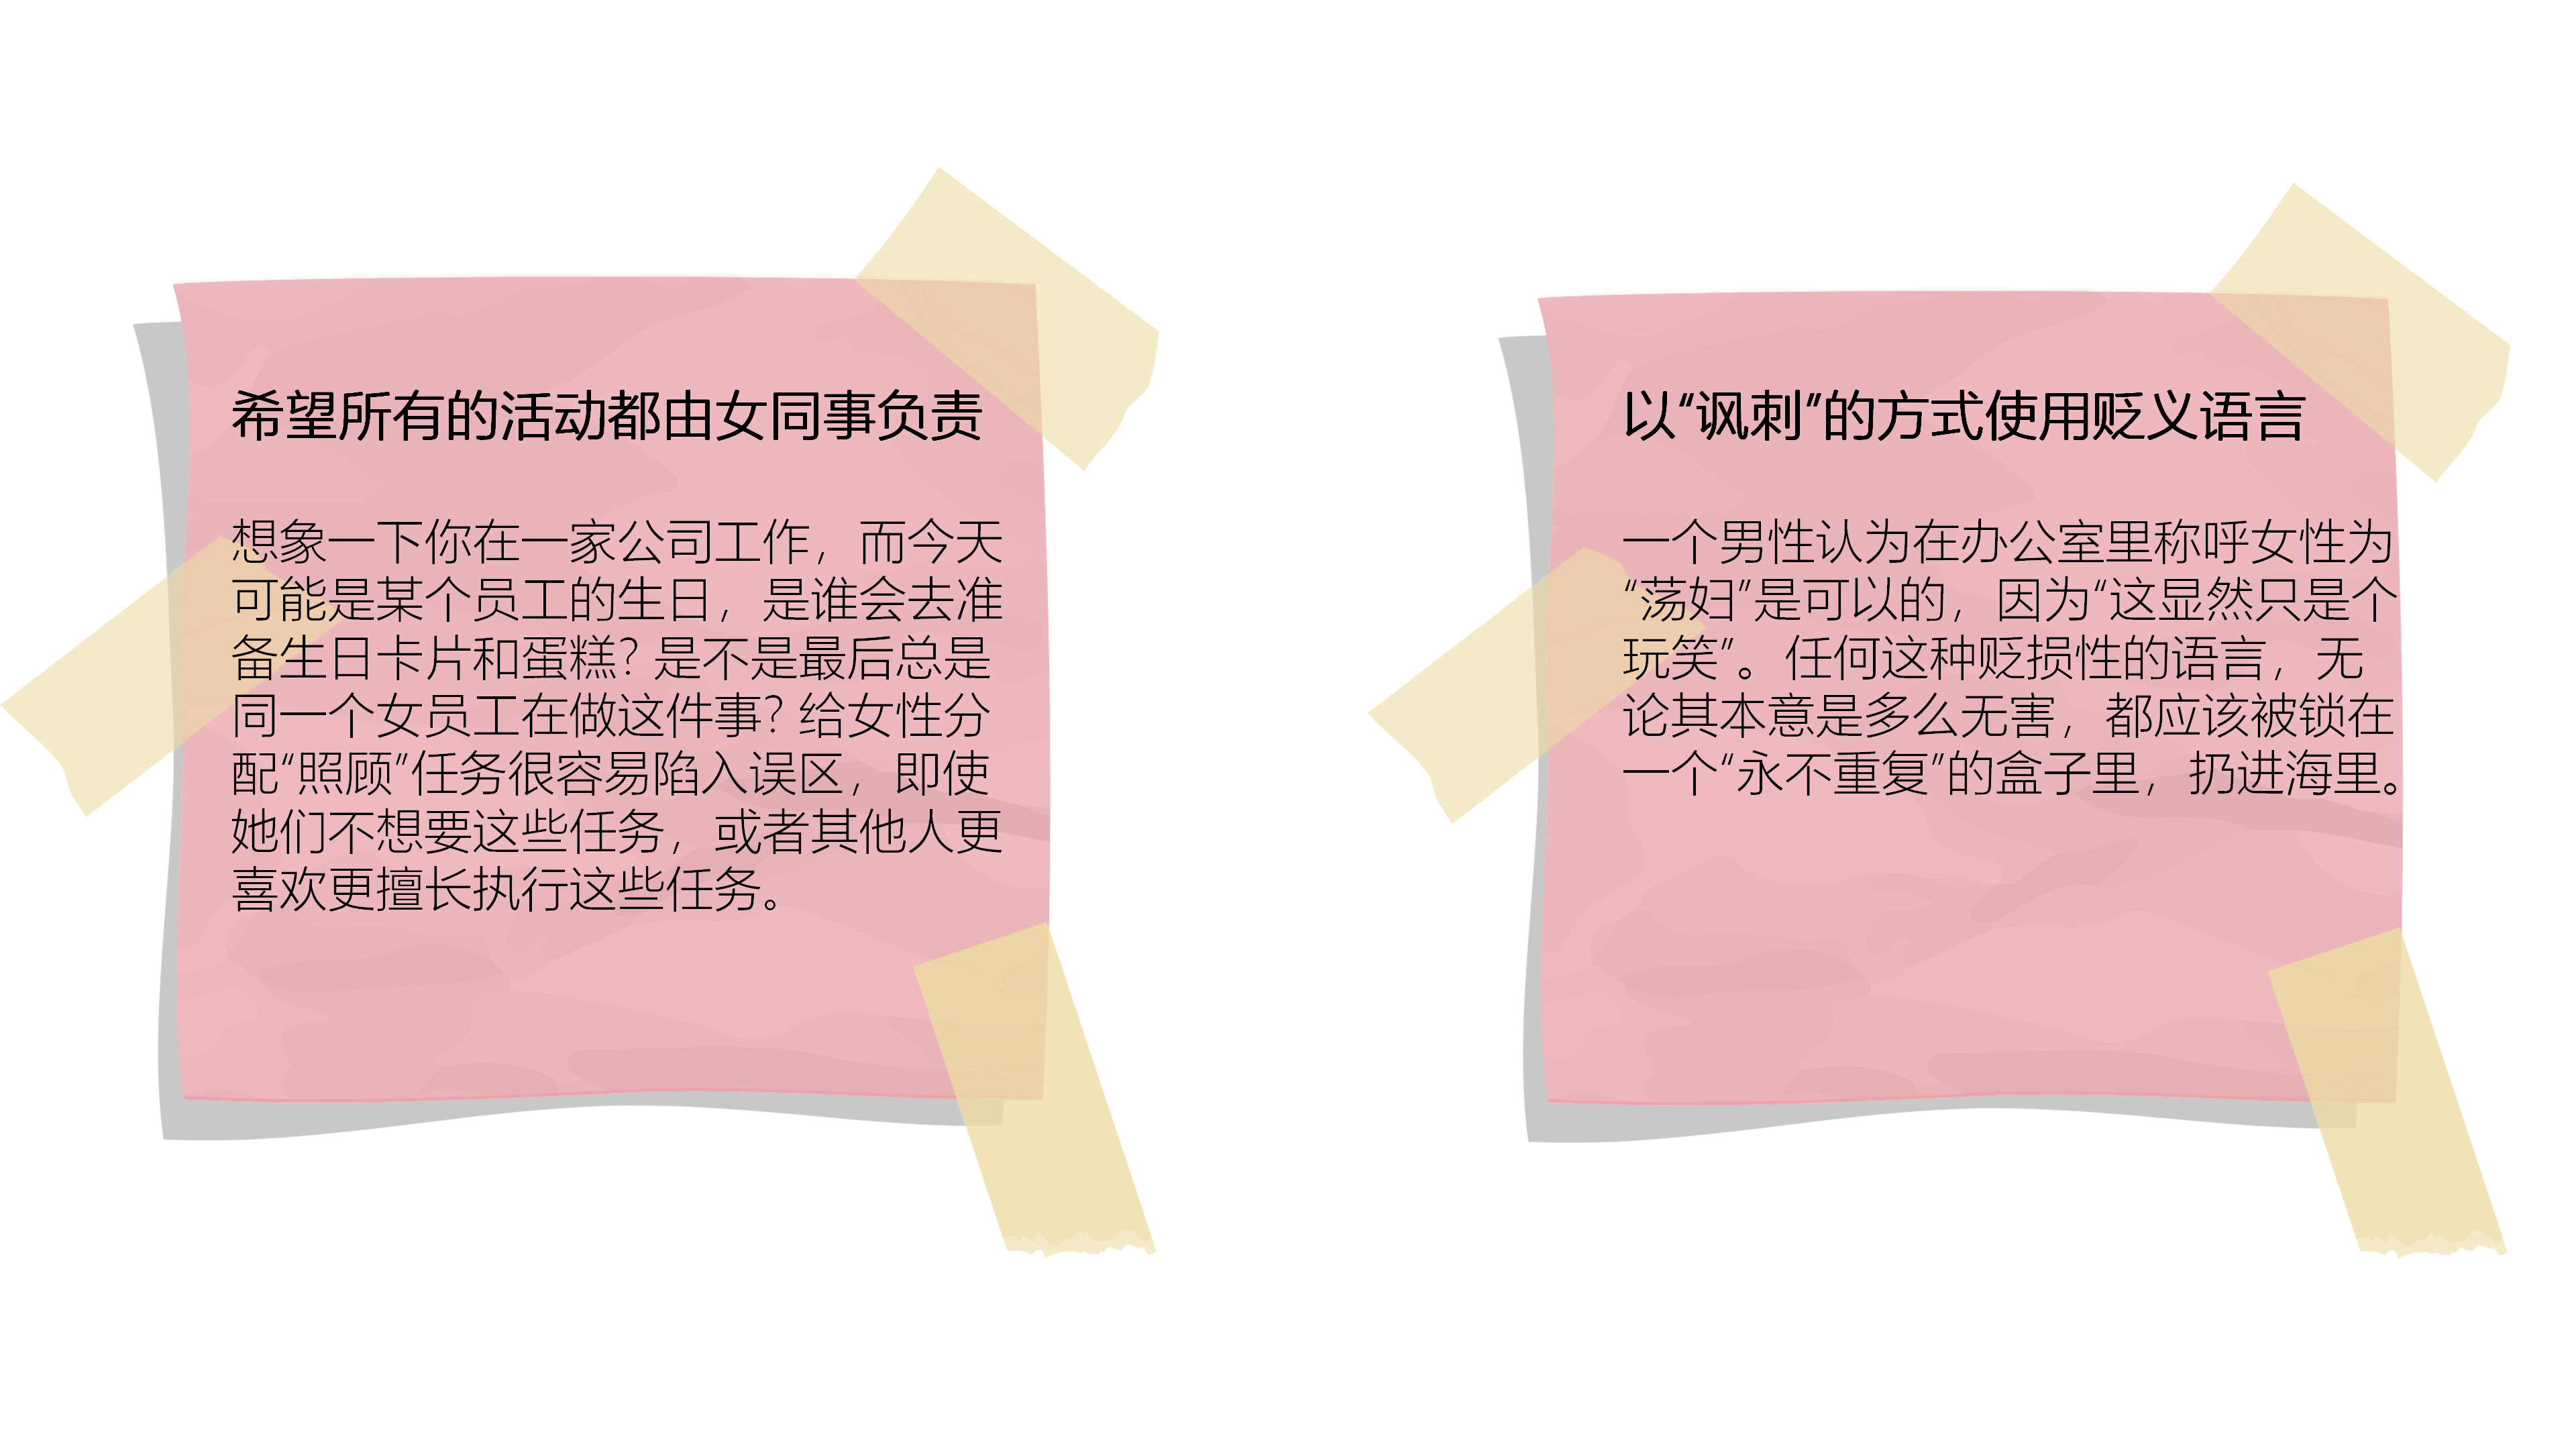 希望所有的活动都由女同事负责
想象一下你在一家公司工作，而今天
可能是某个员工的生日，是谁会去准
备生日卡片和蛋糕？是不是最后总是
同一个女员工在做这件事？给女性分
配“照顾”任务很容易陷入误区，即使
她们不想要这些任务，或者其他人更
喜欢更擅长执行这些任务。
以“讽刺”的方式使用贬义语言
一个男性认为在办公室里称呼女性为
“荡妇”是可以的，因为“这显然只是个
玩笑”。任何这种贬损性的语言，无
论其本意是多么无害，都应该被锁在
一个“永不重复”的盒子里，扔进海里。